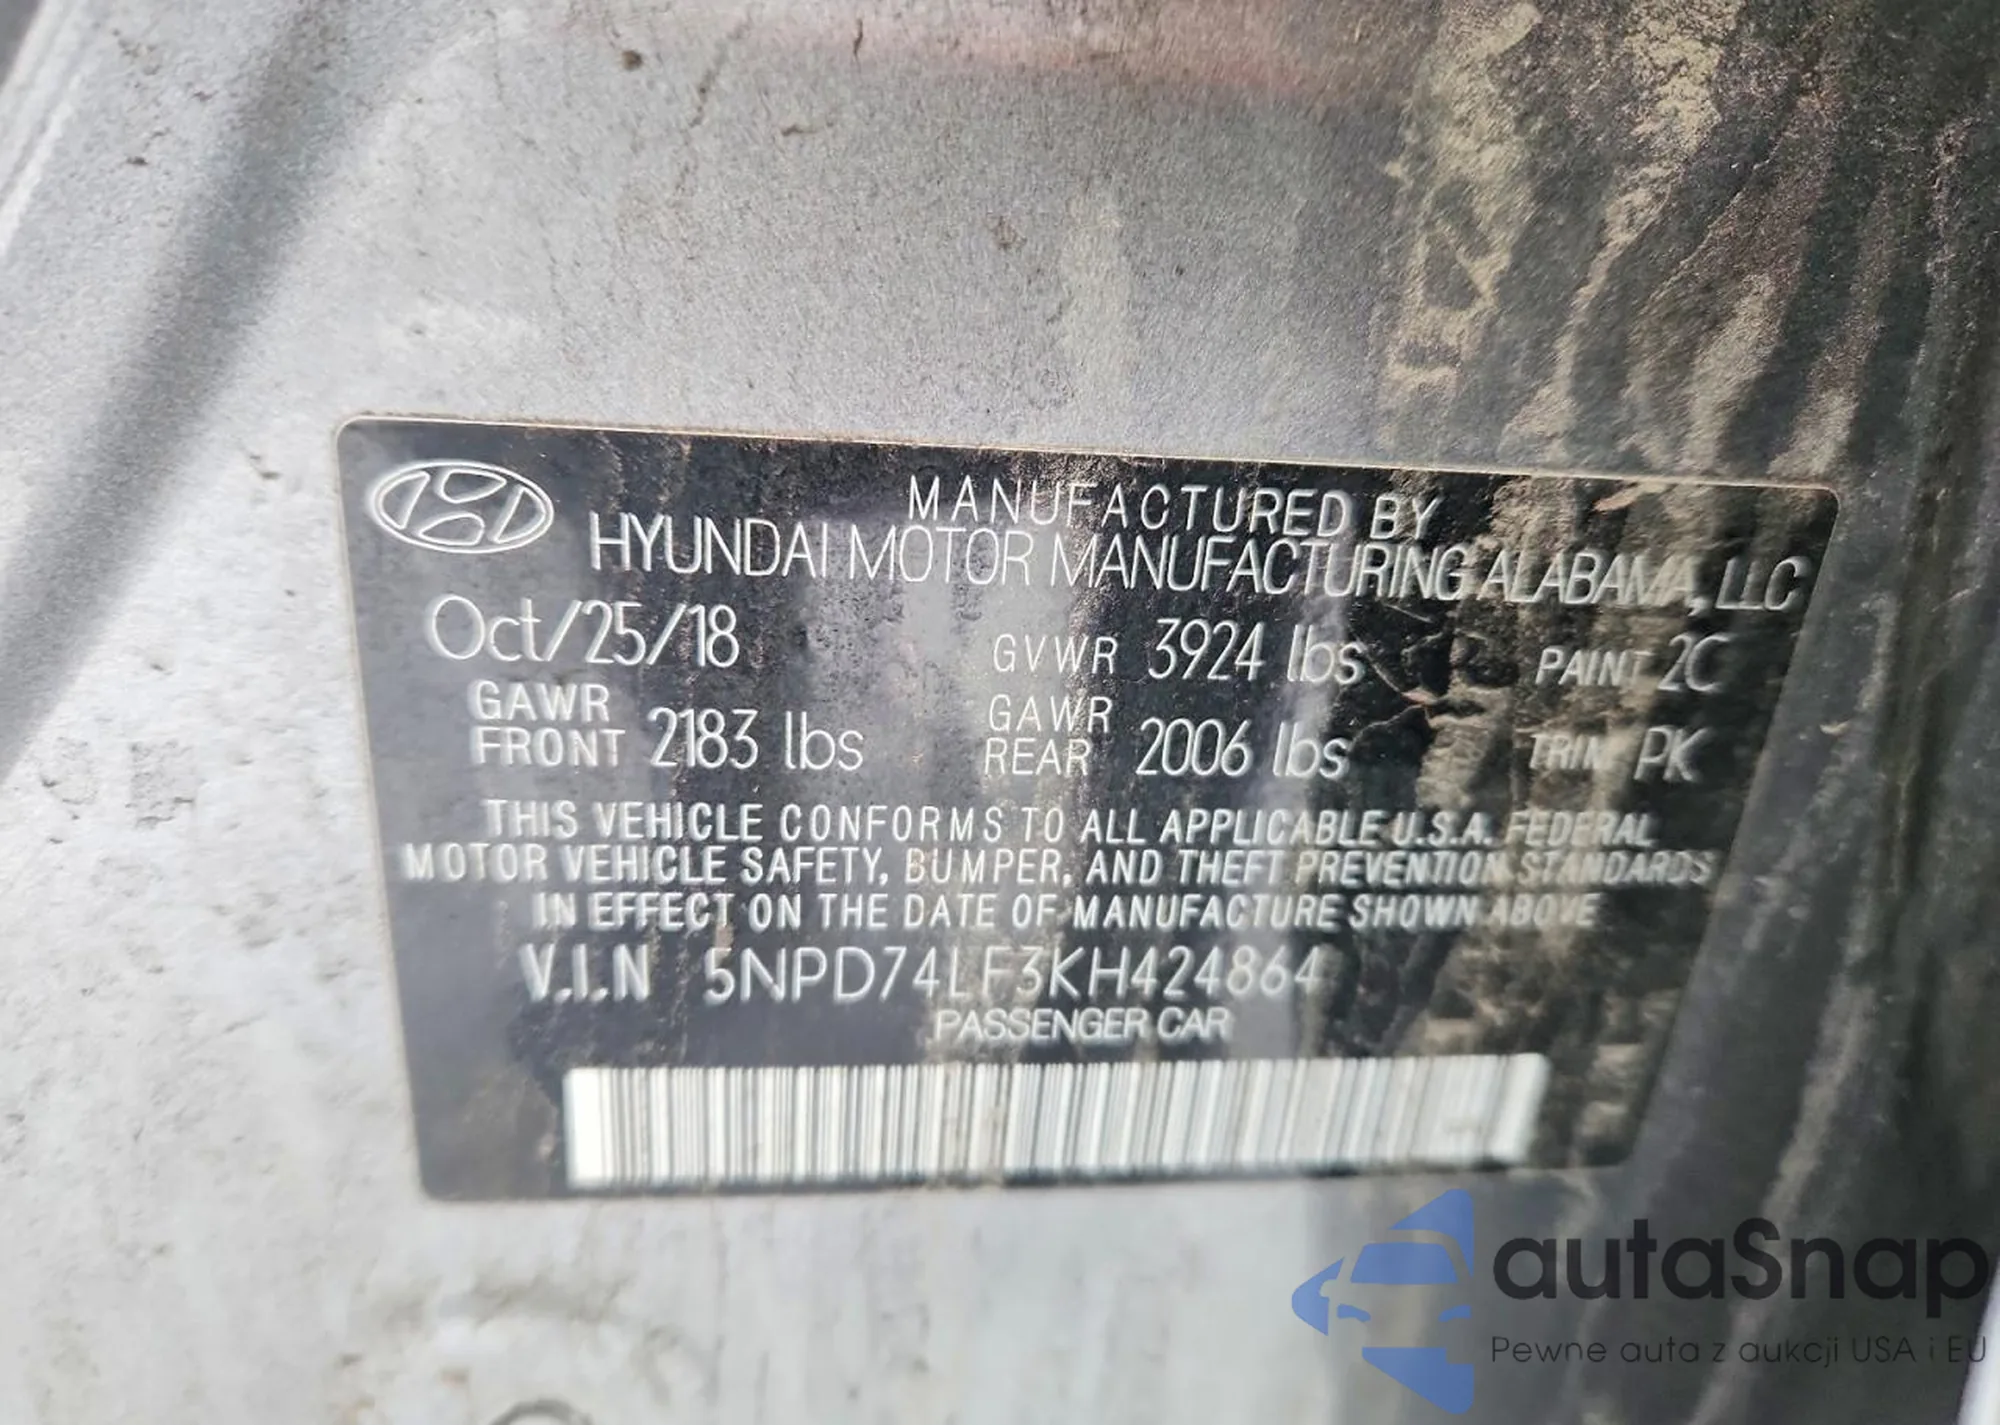 MANUFACTURED BY
HYUNDAI MOTOR MANUFACTURING ALABAMA, LLC
Oct/25/18 GVWR 3924 lbs PAINT 2C
GAWR FRONT 2183 lbs GAWR REAR 2006 lbs TRIM PK
THIS VEHICLE CONFORMS TO ALL APPLICABLE U.S.A. FEDERAL
MOTOR VEHICLE SAFETY, BUMPER, AND THEFT PREVENTION STANDARDS
IN EFFECT ON THE DATE OF MANUFACTURE SHOWN ABOVE
V.I.N 5NPD74LF3KH424864
PASSENGER CAR
autaSnap
Pewne auta z aukcji USA i EU